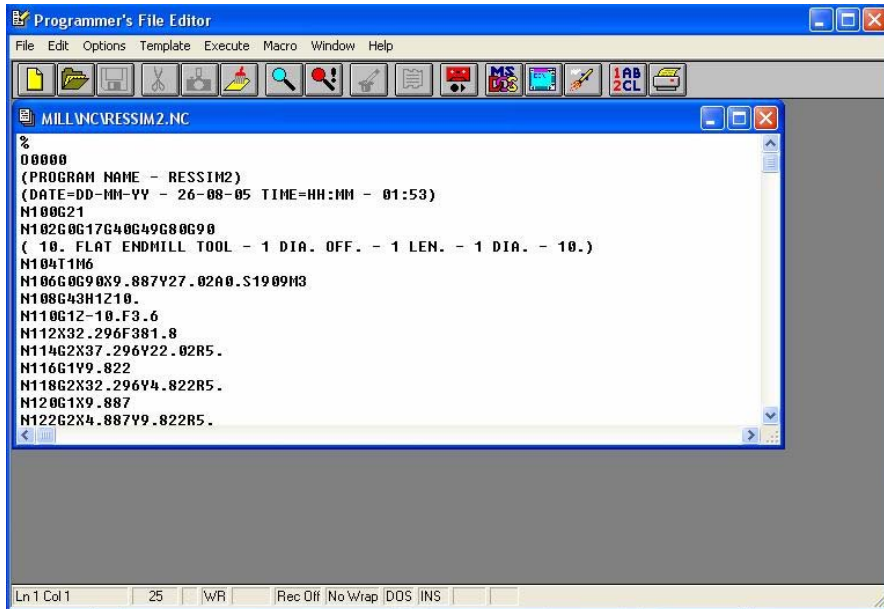 Programmer's File Editor
File Edit Options Template Execute Macro Window Help
MS DOS
1AB
2CL
MILL\NC\RESSIM2.NC
%
O0000
(PROGRAM NAME - RESSIM2)
(DATE=DD-MM-YY - 26-08-05 TIME=HH:MM - 01:53)
N100G21
N102G0G17G40G49G80G90
( 10. FLAT ENDMILL TOOL - 1 DIA. OFF. - 1 LEN. - 1 DIA. - 10.)
N104T1M6
N106G0G90X9.887Y27.02A0.S1909M3
N108G43H1Z10.
N110G1Z-10.F3.6
N112X32.296F381.8
N114G2X37.296Y22.02R5.
N116G1Y9.822
N118G2X32.296Y4.822R5.
N120G1X9.887
N122G2X4.887Y9.822R5.
Ln 1 Col 1 25 WR Rec Off No Wrap DOS INS